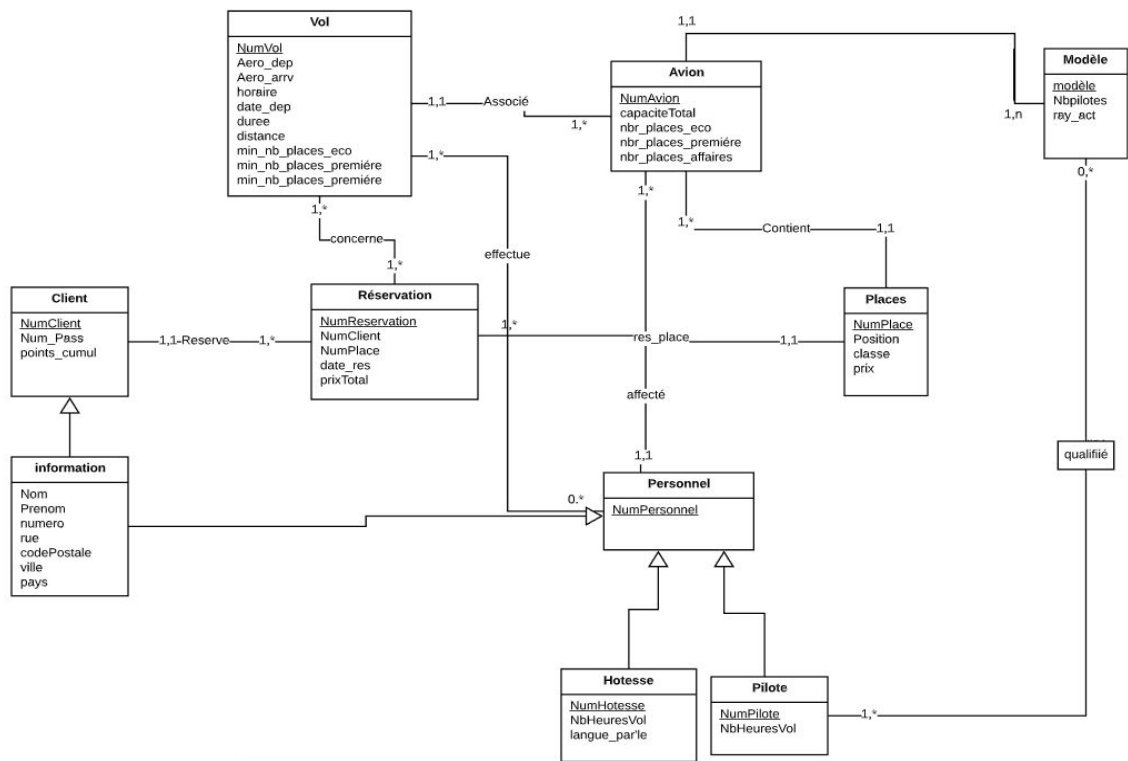 Vol
NumVol
Aero_dep
Aero_arrv
horaire
date_dep
duree
distance
min_nb_places_eco
min_nb_places_premiére
min_nb_places_premiére
1,1
Associé
1,*
1,*
1,*
concerne
1,*
effectue
0.*
Avion
NumAvion
capaciteTotal
nbr_places_eco
nbr_places_premiére
nbr_places_affaires
1,1
1,n
Modèle
modèle
Nbpilotes
ray_act
0,*
1,*
affecté
1,1
1,*
Contient
1,1
Places
NumPlace
Position
classe
prix
Client
NumClient
Num_Pass
points_cumul
1,1
Reserve
1,*
Réservation
NumReservation
NumClient
NumPlace
date_res
prixTotal
1,*
res_place
1,1
information
Nom
Prenom
numero
rue
codePostale
ville
pays
Personnel
NumPersonnel
qualifiié
Hotesse
NumHotesse
NbHeuresVol
langue_par'le
Pilote
NumPilote
NbHeuresVol
1,*